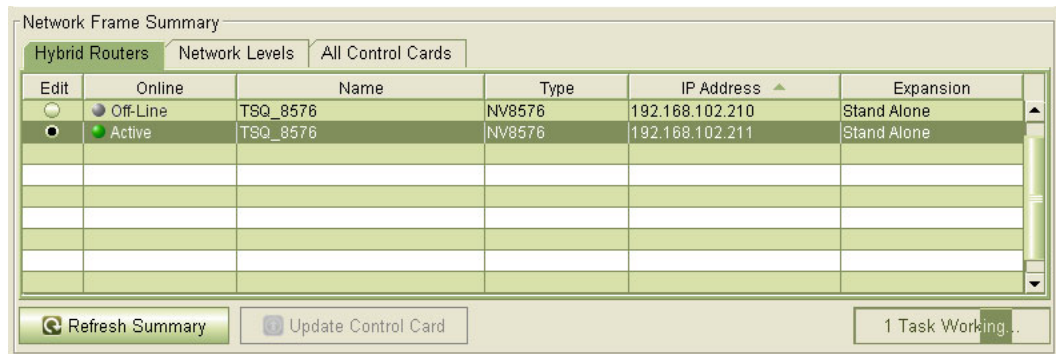 Network Frame Summary
Hybrid Routers Network Levels All Control Cards
Edit Online Name Type IP Address Expansion
Off-Line TSQ_8576 NV8576 192.168.102.210 Stand Alone
Active TSQ_8576 NV8576 192.168.102.211 Stand Alone
Refresh Summary Update Control Card 1 Task Working...